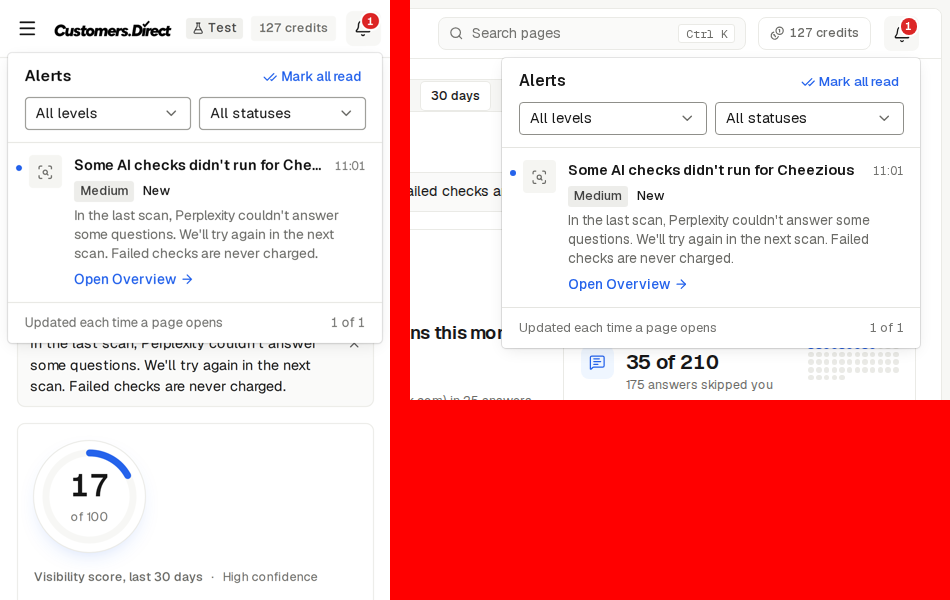 Customers.Direct
Test
127 credits
1
Alerts
Mark all read
All levels
All statuses
Some AI checks didn't run for Che...
11:01
Medium
New
In the last scan, Perplexity couldn't answer
some questions. We'll try again in the next
scan. Failed checks are never charged.
Open Overview →
Updated each time a page opens
1 of 1
In the last scan, Perplexity couldn't answer
some questions. We'll try again in the next
scan. Failed checks are never charged.
17
of 100
Visibility score, last 30 days · High confidence
Search pages
Ctrl K
127 credits
1
30 days
Alerts
Mark all read
All levels
All statuses
Some AI checks didn't run for Cheezious
11:01
Medium
New
In the last scan, Perplexity couldn't answer some
questions. We'll try again in the next scan. Failed
checks are never charged.
Open Overview →
Updated each time a page opens
1 of 1
ailed checks a
ns this mor
35 of 210
175 answers skipped you